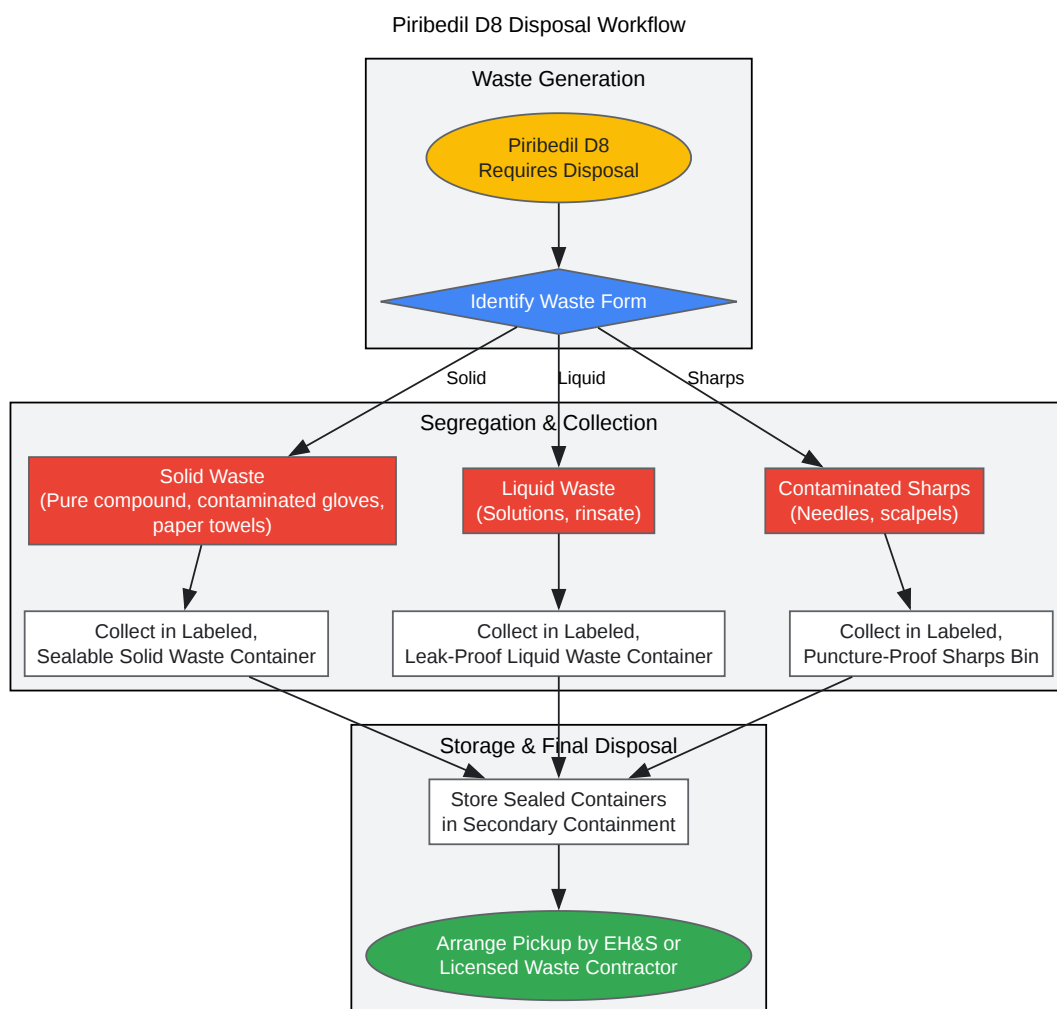 Piribedil D8 Disposal Workflow
Waste Generation
Piribedil D8
Requires Disposal
Identify Waste Form
Solid
Liquid
Sharps
Segregation & Collection
Solid Waste
(Pure compound, contaminated gloves,
paper towels)
Liquid Waste
(Solutions, rinsate)
Contaminated Sharps
(Needles, scalpels)
Collect in Labeled,
Sealable Solid Waste Container
Collect in Labeled,
Leak-Proof Liquid Waste Container
Collect in Labeled,
Puncture-Proof Sharps Bin
Storage & Final Disposal
Store Sealed Containers
in Secondary Containment
Arrange Pickup by EH&S or
Licensed Waste Contractor